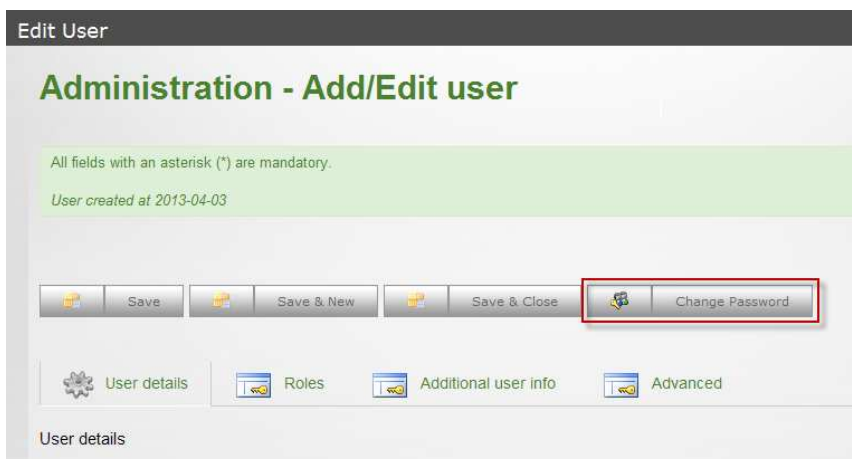 Edit User
Administration - Add/Edit user
All fields with an asterisk (*) are mandatory.
User created at 2013-04-03
Save Save & New Save & Close Change Password
User details Roles Additional user info Advanced
User details